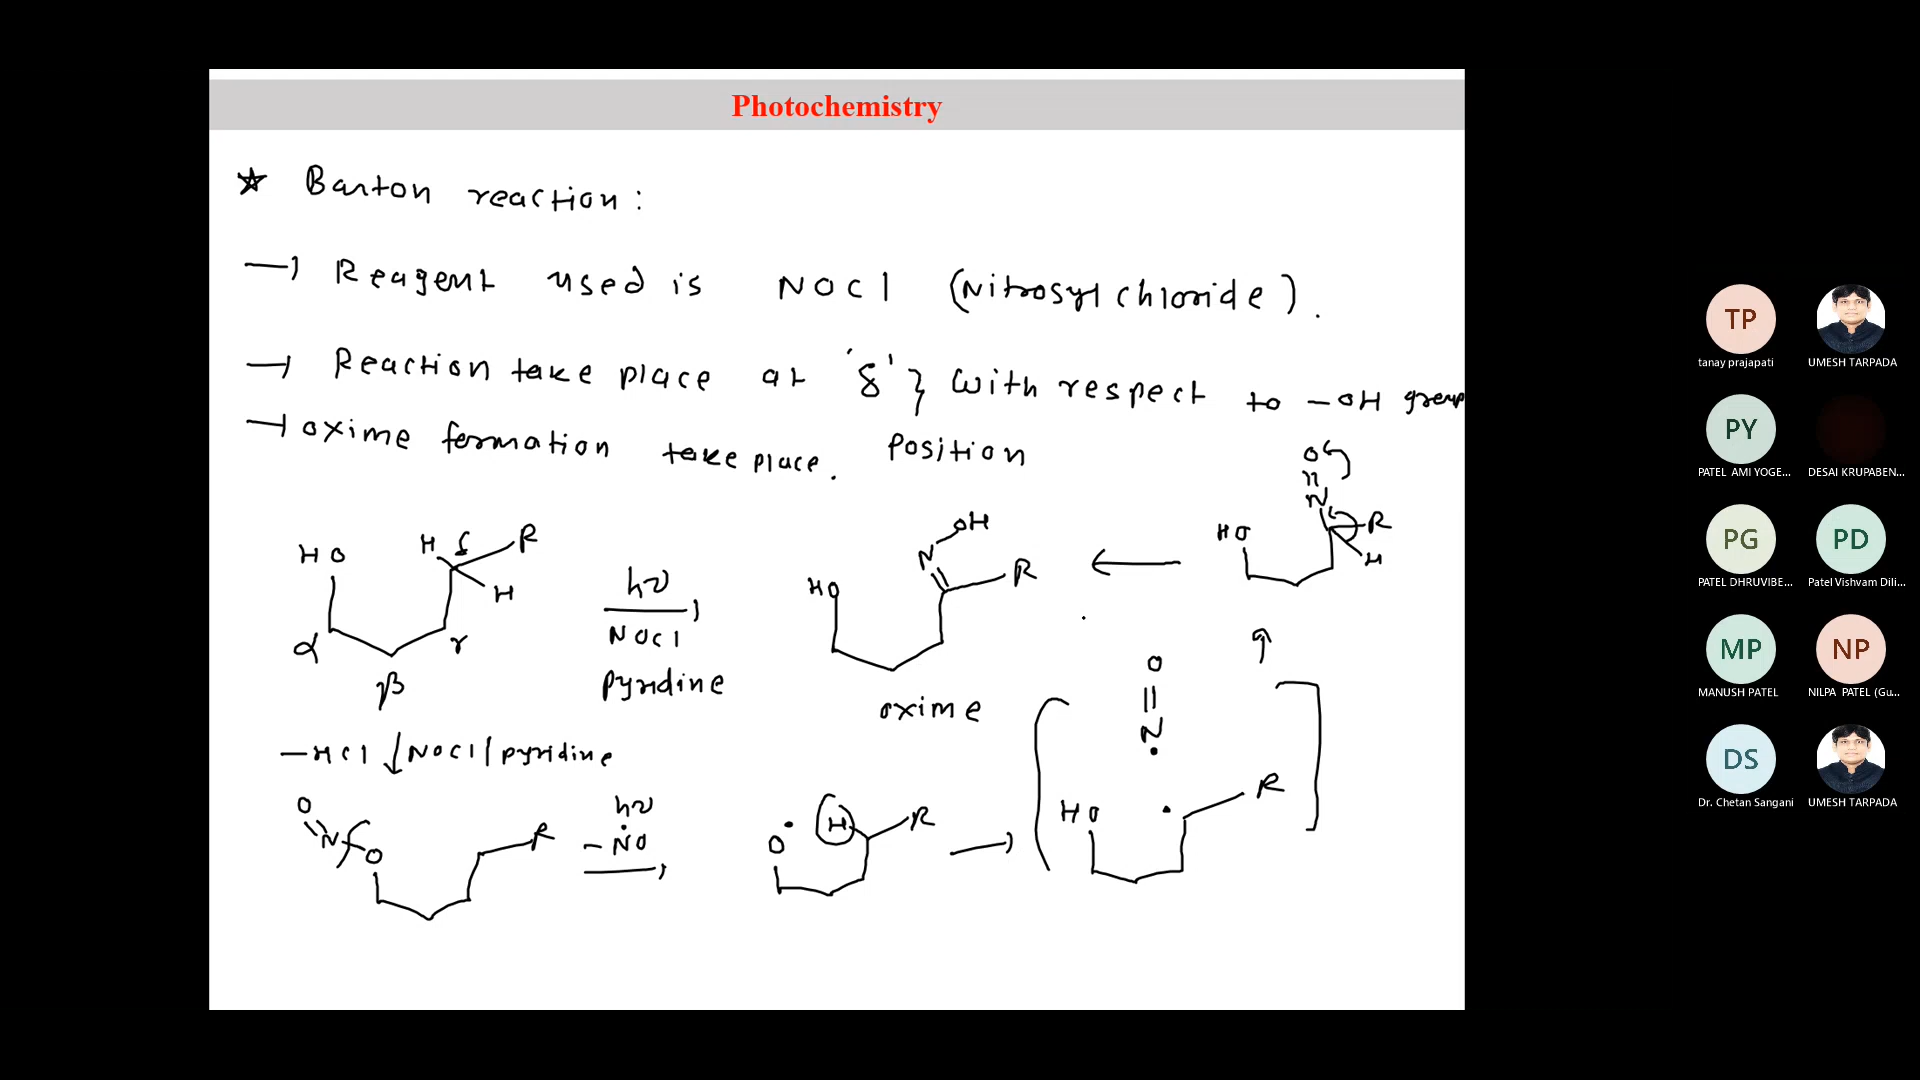 Photochemistry
☆ Barton reaction:
→ Reagent used is NOCl (Nitrosyl chloride).
→ Reaction take place at 'δ' } with respect to -OH group
Position
→ oxime formation take place.
HO H δ R H
α β γ
hν
NOCl
Pyridine
HO N OH R
oxime
O
N
HO R
H
-HCl ↓ NOCl / pyridine
O N O R
hν
-NO
O H R
O
N
HO R
TP
tanay prajapati
UMESH TARPADA
PY
PATEL AMI YOGE...
DESAI KRUPABEN...
PG
PATEL DHRUVIBE...
PD
Patel Vishvam Dili...
MP
MANUSH PATEL
NP
NILPA PATEL (Gu...
DS
Dr. Chetan Sangani
UMESH TARPADA